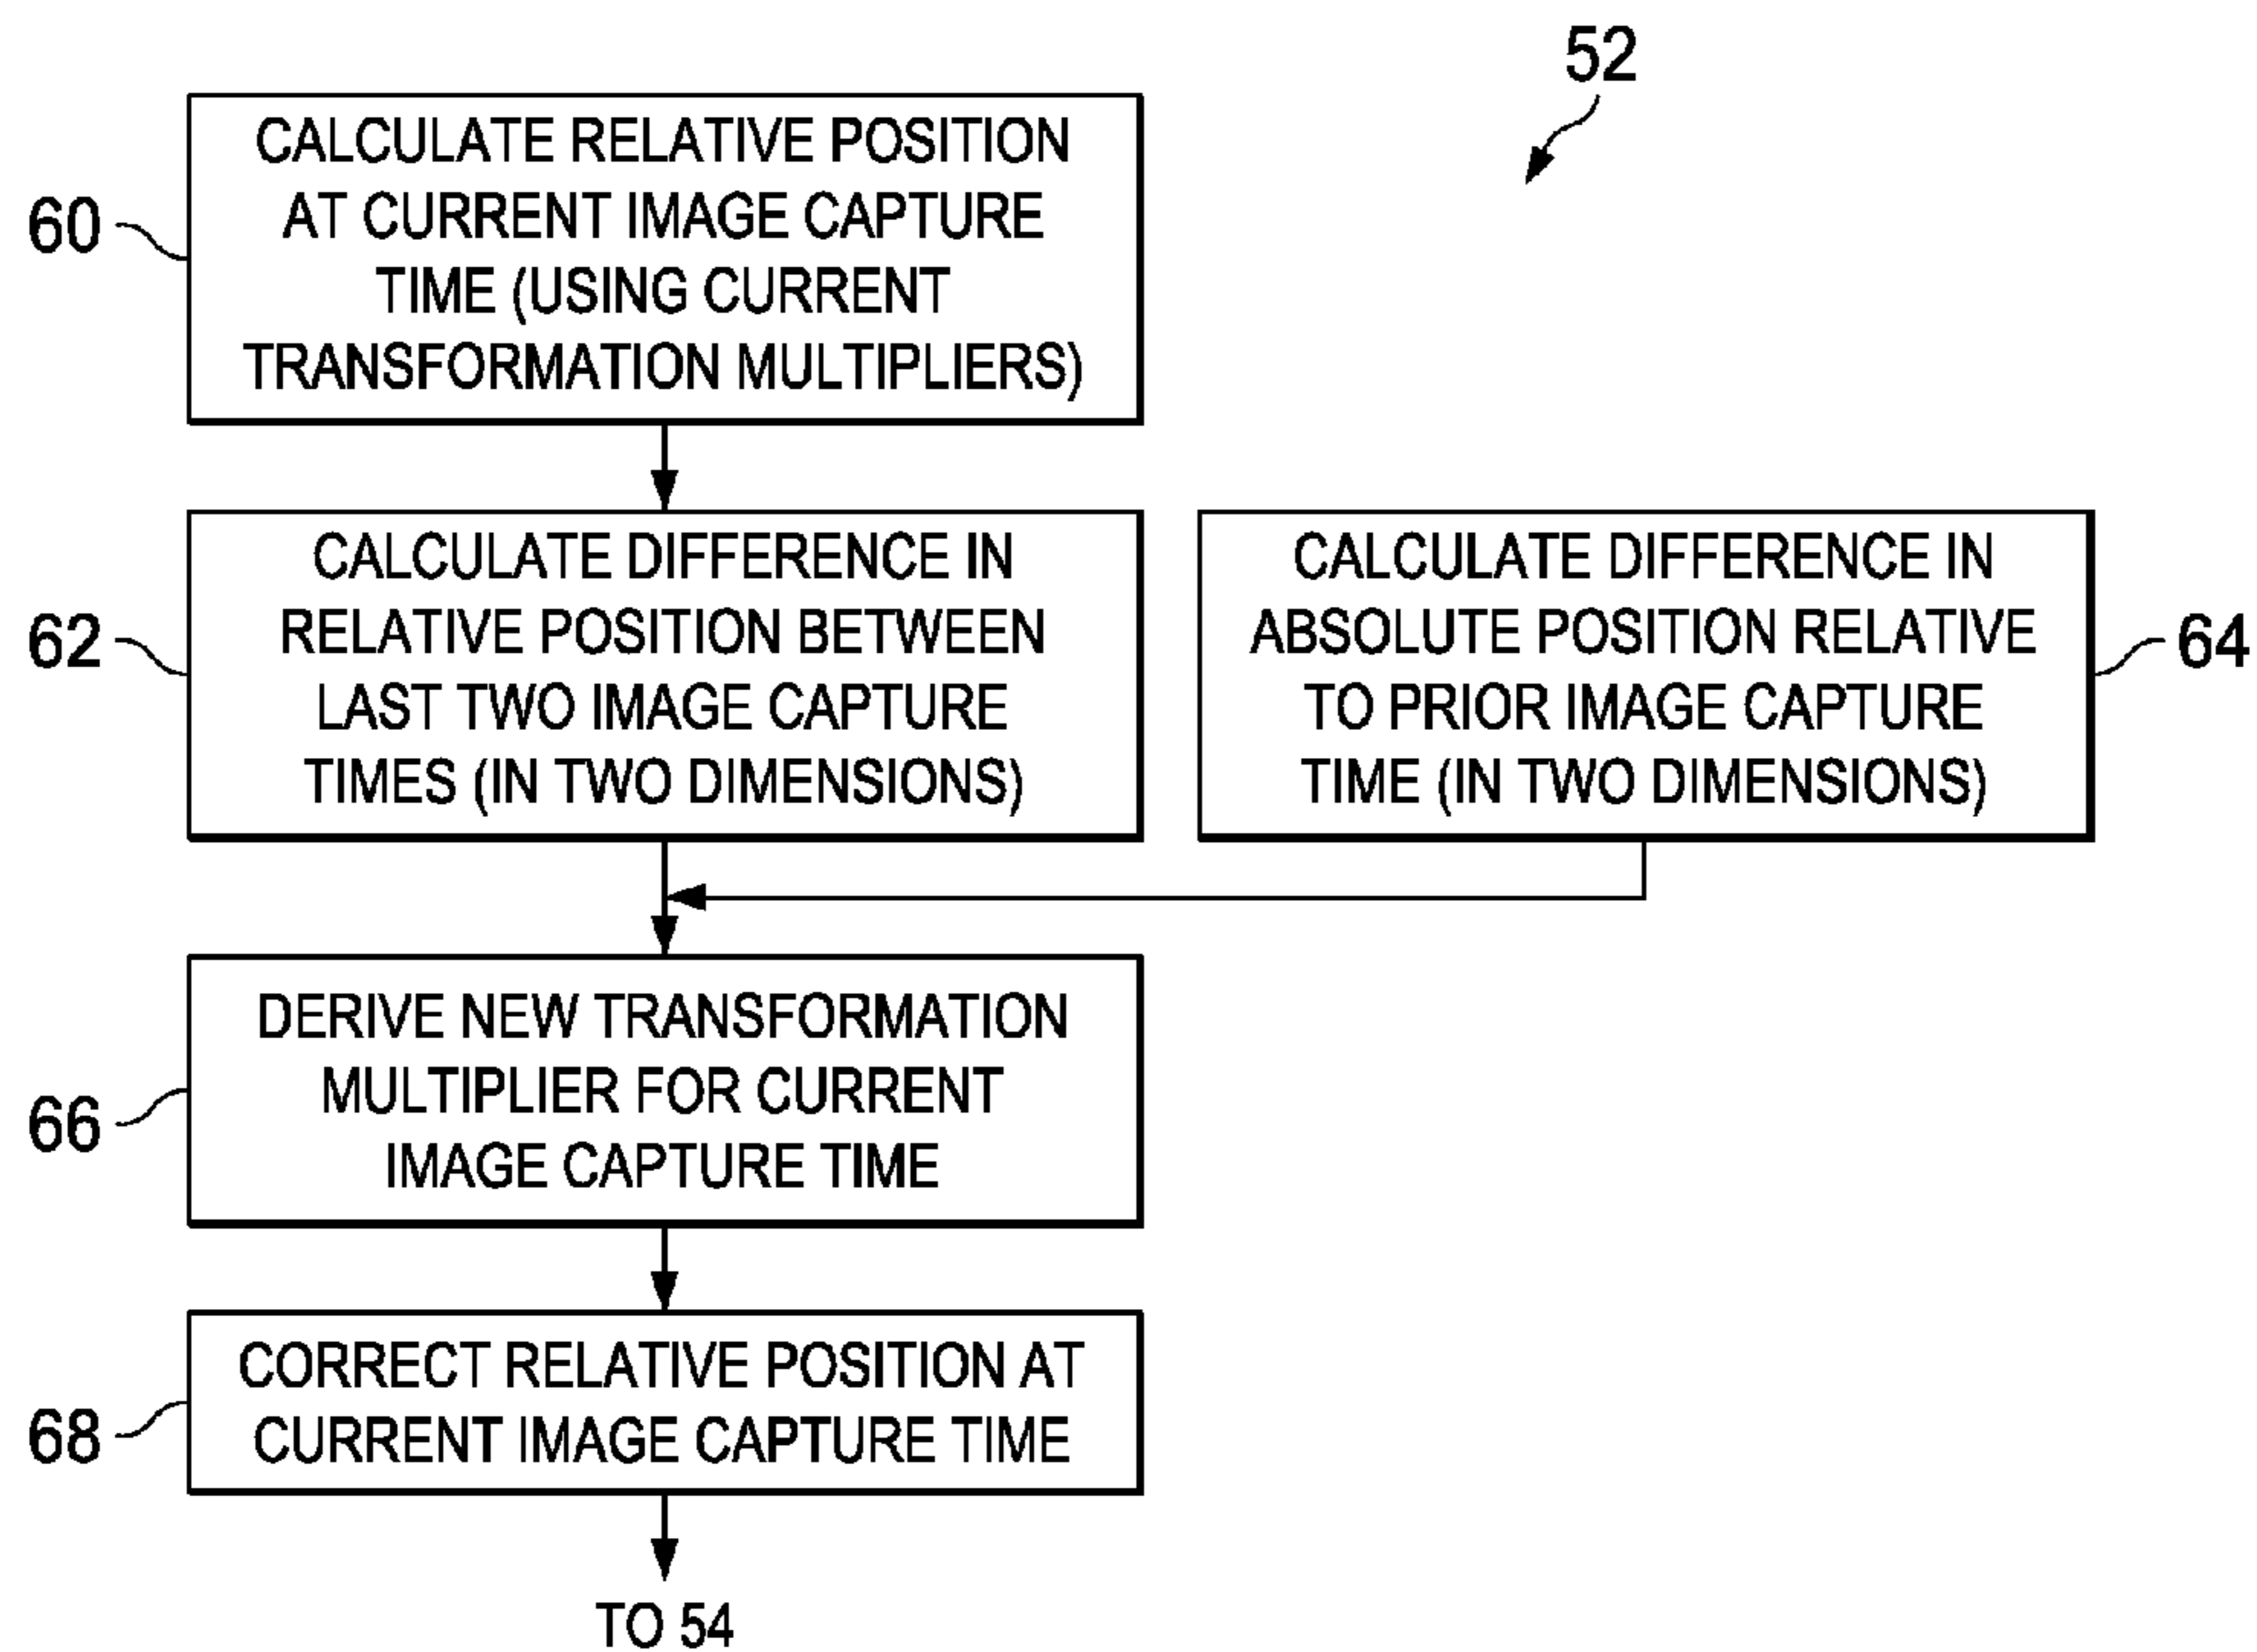 52
60
CALCULATE RELATIVE POSITION
AT CURRENT IMAGE CAPTURE
TIME (USING CURRENT
TRANSFORMATION MULTIPLIERS)
62
CALCULATE DIFFERENCE IN
RELATIVE POSITION BETWEEN
LAST TWO IMAGE CAPTURE
TIMES (IN TWO DIMENSIONS)
CALCULATE DIFFERENCE IN
ABSOLUTE POSITION RELATIVE
TO PRIOR IMAGE CAPTURE
TIME (IN TWO DIMENSIONS)
64
66
DERIVE NEW TRANSFORMATION
MULTIPLIER FOR CURRENT
IMAGE CAPTURE TIME
68
CORRECT RELATIVE POSITION AT
CURRENT IMAGE CAPTURE TIME
TO 54